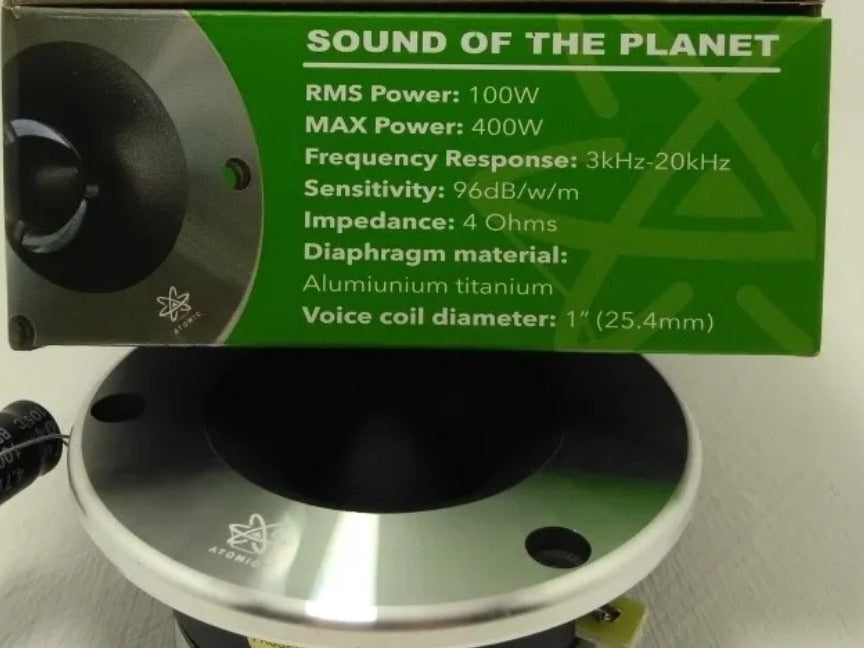 SOUND OF THE PLANET
RMS Power: 100W
MAX Power: 400W
Frequency Response: 3kHz-20kHz
Sensitivity: 96dB/w/m
Impedance: 4 Ohms
Diaphragm material:
Alumiunium titanium
Voice coil diameter: 1" (25.4mm)
ATOMIC
ATOMIC